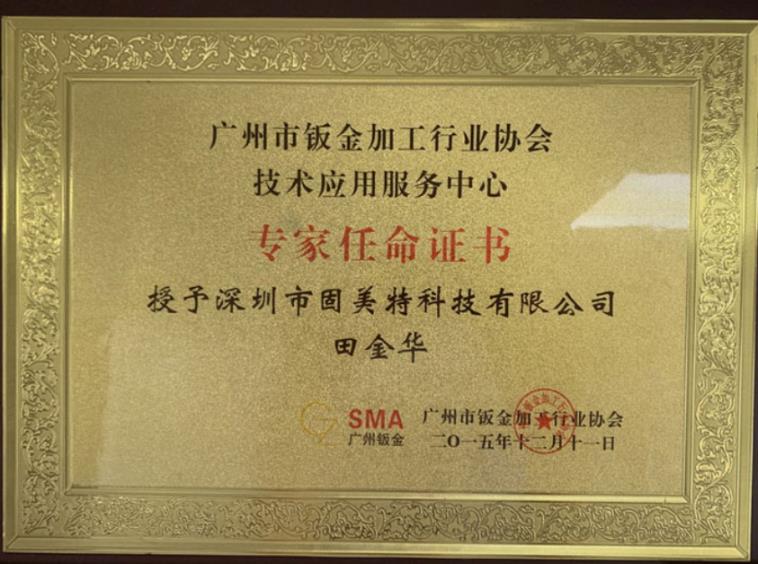 广州市钣金加工行业协会
技术应用服务中心
专家任命证书
授予深圳市固美特科技有限公司
田金华
SMA
广州钣金
广州市钣金加工行业协会
二〇一五年十二月十一日